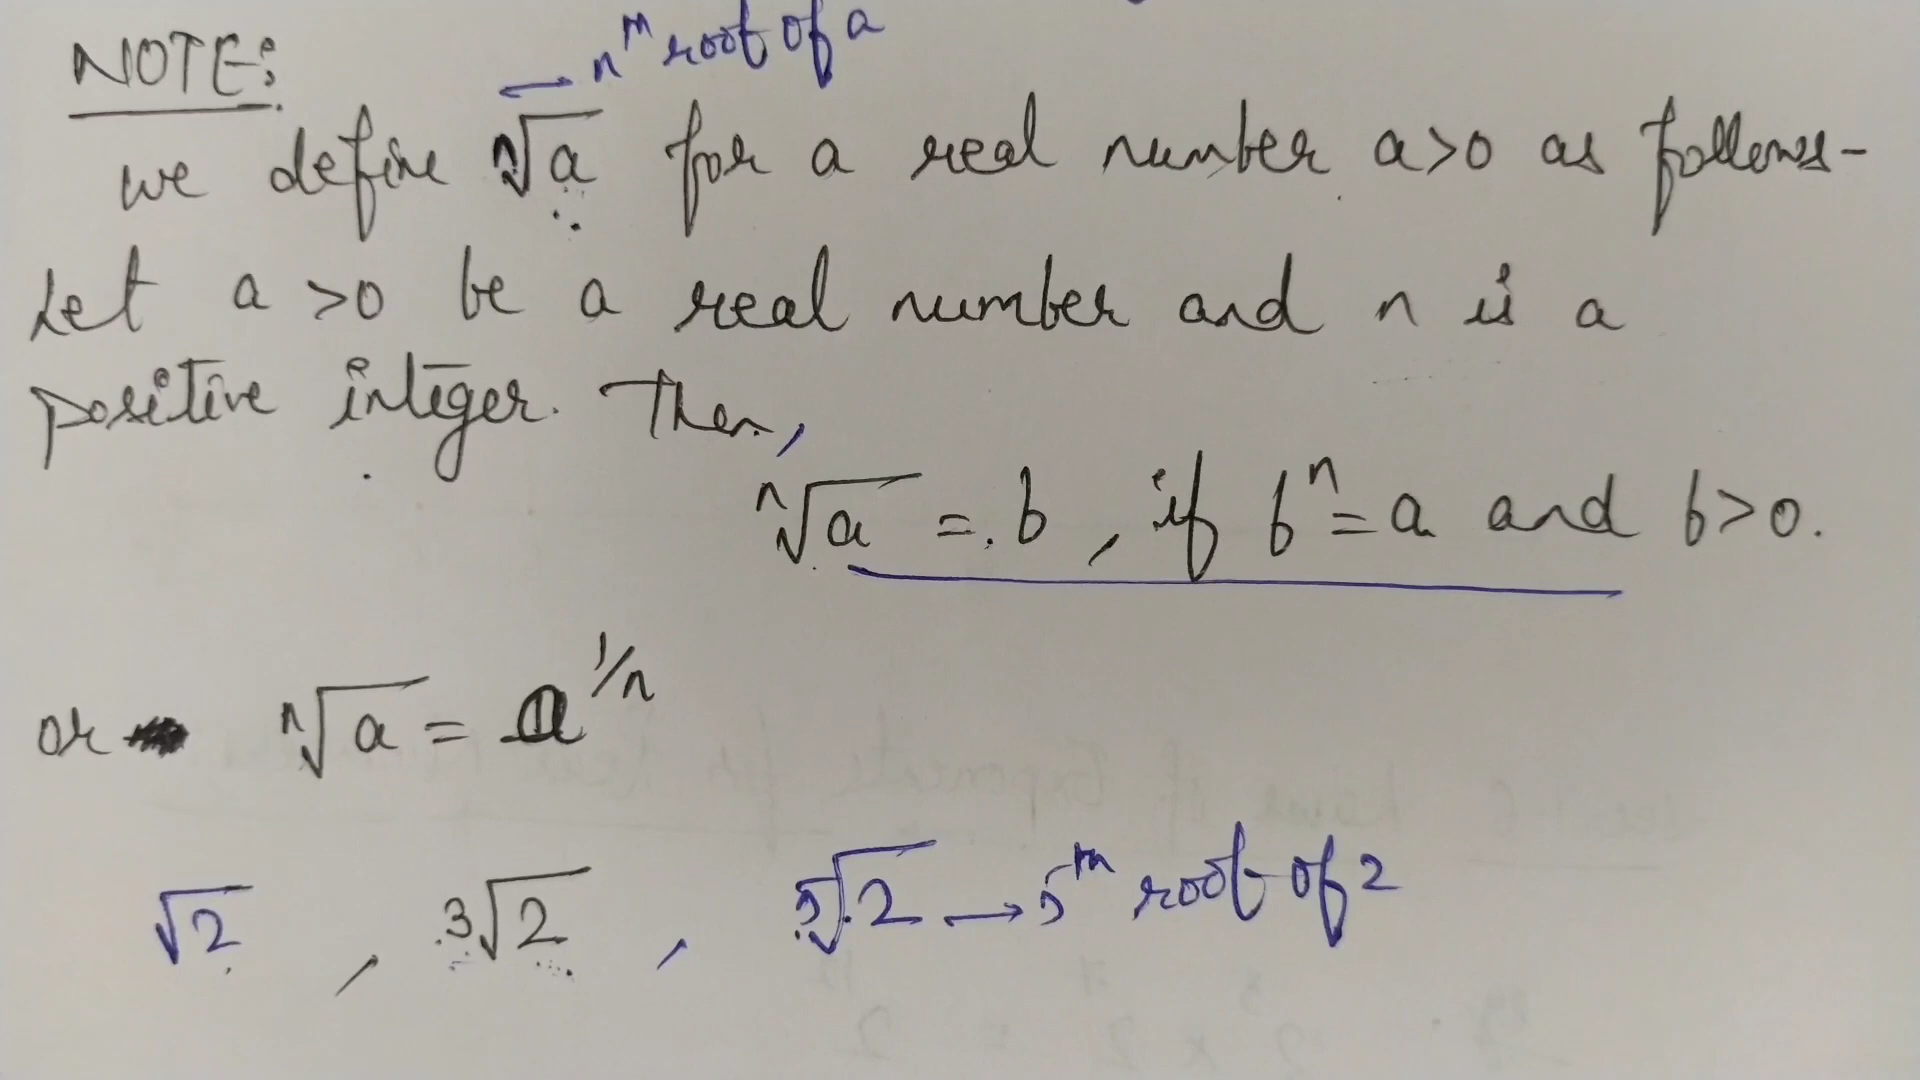 nth root of a
NOTE:
we define ⁿ√a for a real number a>0 as follows-
Let a >0 be a real number and n is a
positive integer. Then,
ⁿ√a = b, if bⁿ = a and b>0.
or ⁿ√a = a^1/n
√2 , ³√2 , ⁵√2 → 5th root of 2